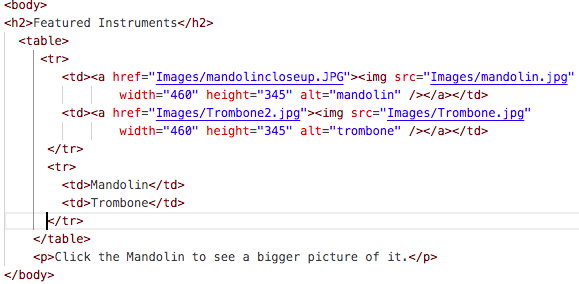 <body>
<h2>Featured Instruments</h2>
<table>
<tr>
<td><a href="Images/mandolincloseup.JPG"><img src="Images/mandolin.jpg"
width="460" height="345" alt="mandolin" /></a></td>
<td><a href="Images/Trombone2.jpg"><img src="Images/Trombone.jpg"
width="460" height="345" alt="trombone" /></a></td>
</tr>
<tr>
<td>Mandolin</td>
<td>Trombone</td>
</tr>
</table>
<p>Click the Mandolin to see a bigger picture of it.</p>
</body>